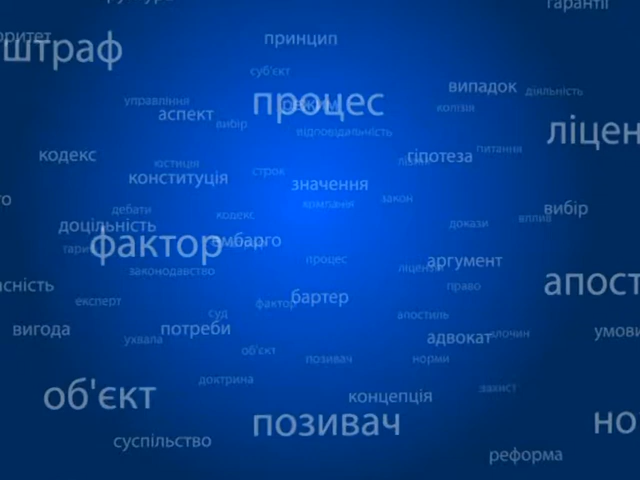 гарантії
штраф
принцип
суб'єкт
випадок
діяльність
управління
процес
режим
колізія
аспект
вибір
відповідальність
ліцен
кодекс
юстиція
гіпотеза
питання
конституція
строк
значення
закон
компанія
дебати
кодекс
вибір
вплив
доцільність
докази
фактор
ембарго
процес
аргумент
законодавство
апост
право
експерт
фактор
бартер
суд
апостиль
вигода
потреби
адвокат
злочин
умови
ухвала
об'єкт
позивач
норми
доктрина
захист
об'єкт
концепція
позивач
но
суспільство
реформа